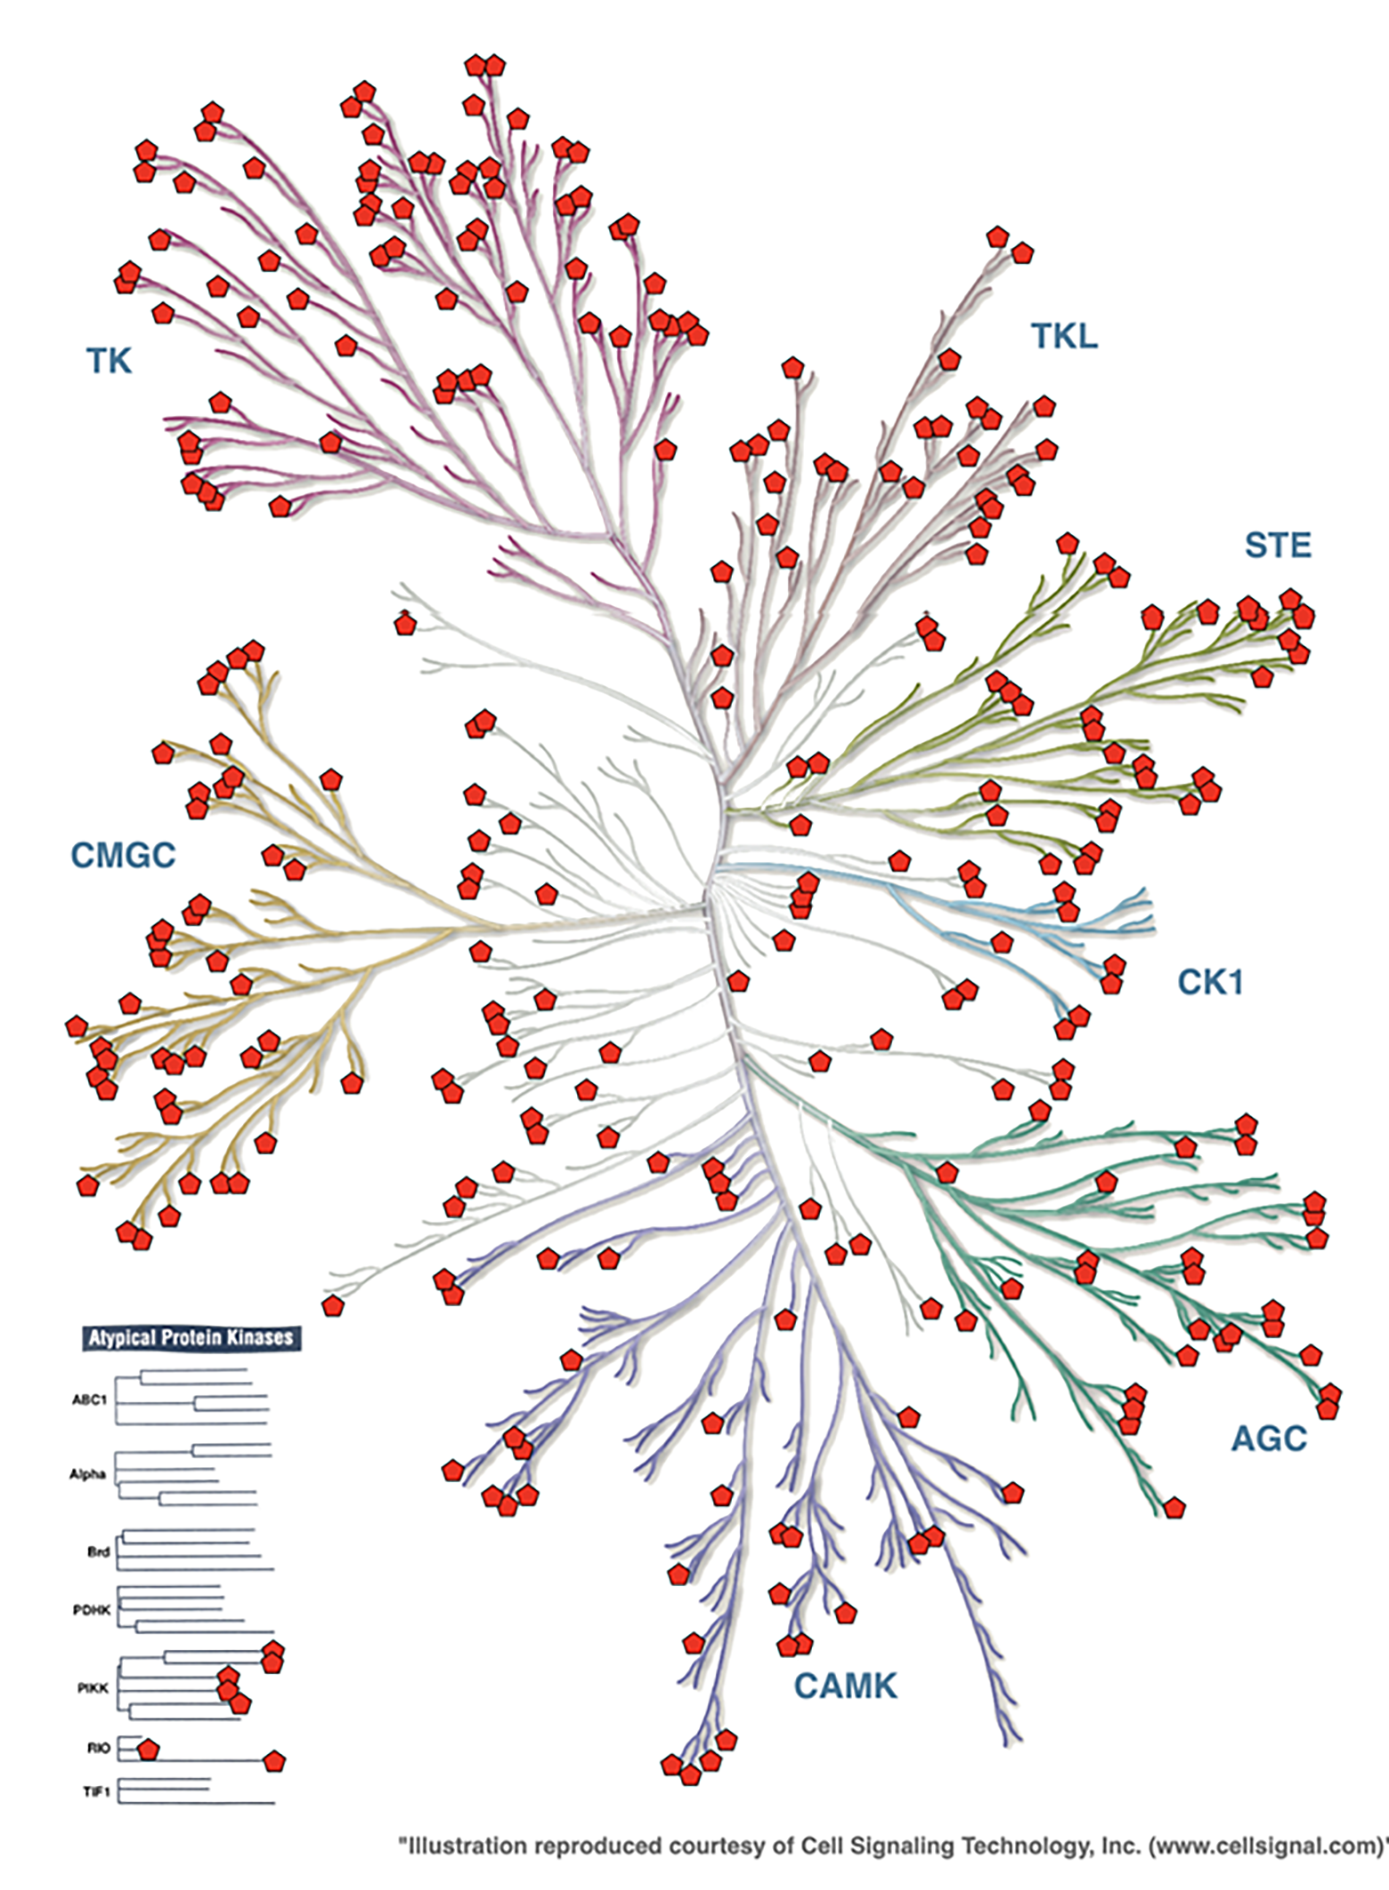 TK
TKL
STE
CMGC
CK1
Atypical Protein Kinases
ABC1
Alpha
AGC
Brd
PDHK
PIKK
CAMK
RIO
TIF1
"Illustration reproduced courtesy of Cell Signaling Technology, Inc. (www.cellsignal.com)"